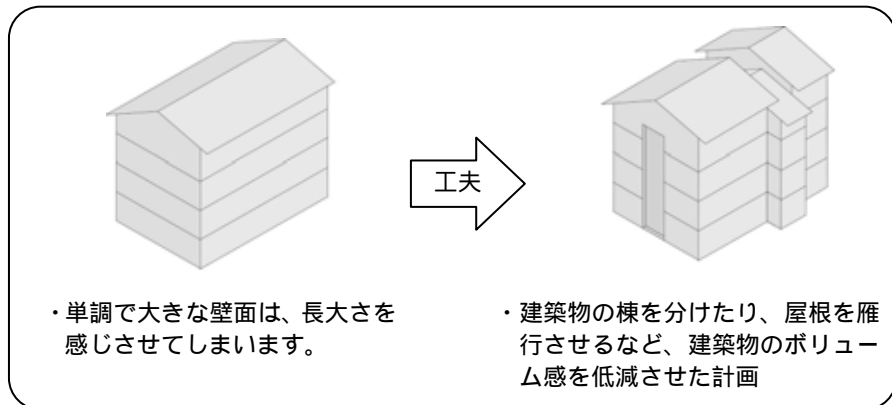 工夫
・単調で大きな壁面は、長大さを
感じさせてしまいます。
・建築物の棟を分けたり、屋根を雁
行させるなど、建築物のボリュー
ム感を低減させた計画